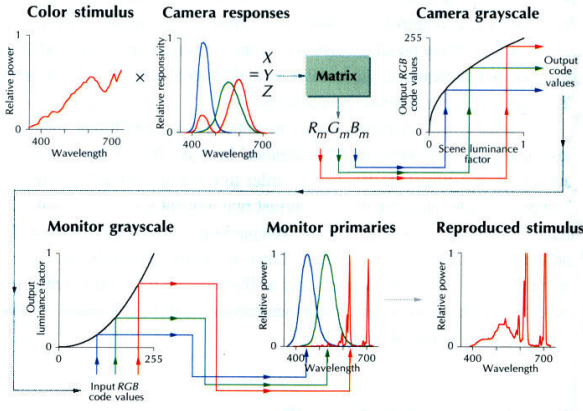 Color stimulus
Camera responses
Camera grayscale
Relative power
1
0
400
700
Wavelength
×
Relative responsivity
1
0
400
700
Wavelength
X
= Y
Z
Matrix
RmGmBm
Output RGB
code values
255
0
0
1
Scene luminance
factor
Output
code
values
Monitor grayscale
Monitor primaries
Reproduced stimulus
Output
luminance factor
1
0
0
255
Input RGB
code values
Relative power
1
0
400
700
Wavelength
Relative power
1
0
400
700
Wavelength